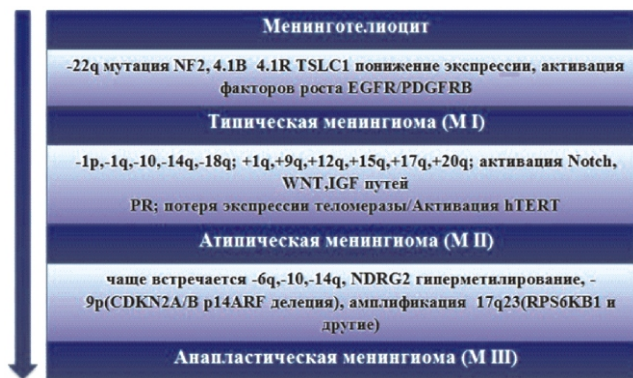 Менинготелиоцит
-22q мутация NF2, 4.1B 4.1R TSLC1 понижение экспрессии, активация
факторов роста EGFR/PDGFRB
Типическая менингиома (M I)
-1p,-1q,-10,-14q,-18q; +1q,+9q,+12q,+15q,+17q,+20q; активация Notch,
WNT,IGF путей
PR; потеря экспрессии теломеразы/Активация hTERT
Атипическая менингиома (M II)
чаще встречается -6q,-10,-14q, NDRG2 гиперметилирование, -
9p(CDKN2A/B p14ARF делеция), амплификация 17q23(RPS6KB1 и
другие)
Анапластическая менингиома (M III)